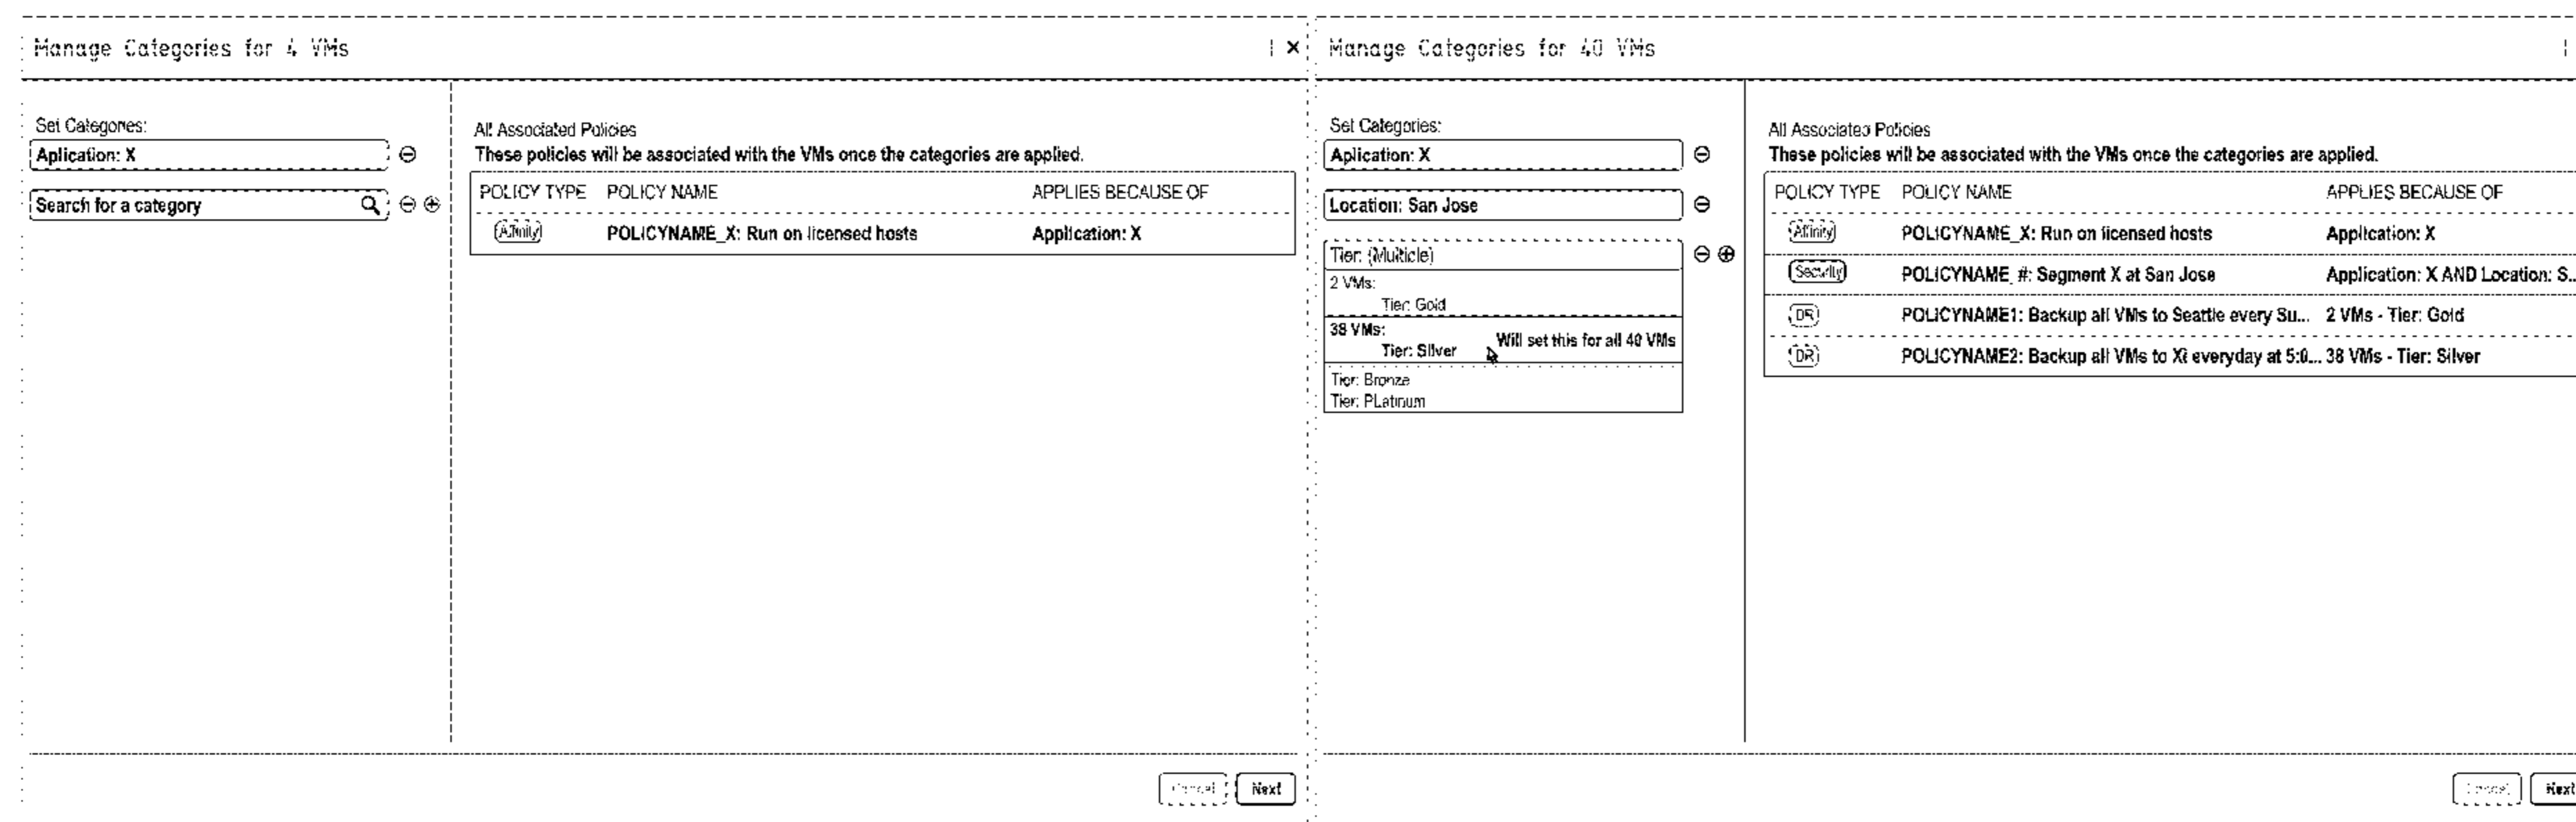 Manage Categories for 4 VMs
Set Categories:
Aplication: X
Search for a category
All Associated Policies
These policies will be associated with the VMs once the categories are applied.
POLICY TYPE POLICY NAME APPLIES BECAUSE OF
Affinity POLICYNAME_X: Run on licensed hosts Application: X
Cancel Next
Manage Categories for 40 VMs
Set Categories:
Aplication: X
Location: San Jose
Tier: (Multiple)
2 VMs:
Tier: Gold
38 VMs:
Tier: Silver Will set this for all 40 VMs
Tier: Bronze
Tier: PLatinum
All Associated Policies
These policies will be associated with the VMs once the categories are applied.
POLICY TYPE POLICY NAME APPLIES BECAUSE OF
Affinity POLICYNAME_X: Run on licensed hosts Application: X
Security POLICYNAME_#: Segment X at San Jose Application: X AND Location: S..
DR POLICYNAME1: Backup all VMs to Seattle every Su... 2 VMs - Tier: Gold
DR POLICYNAME2: Backup all VMs to Xi everyday at 5:0... 38 VMs - Tier: Silver
Cancel Next